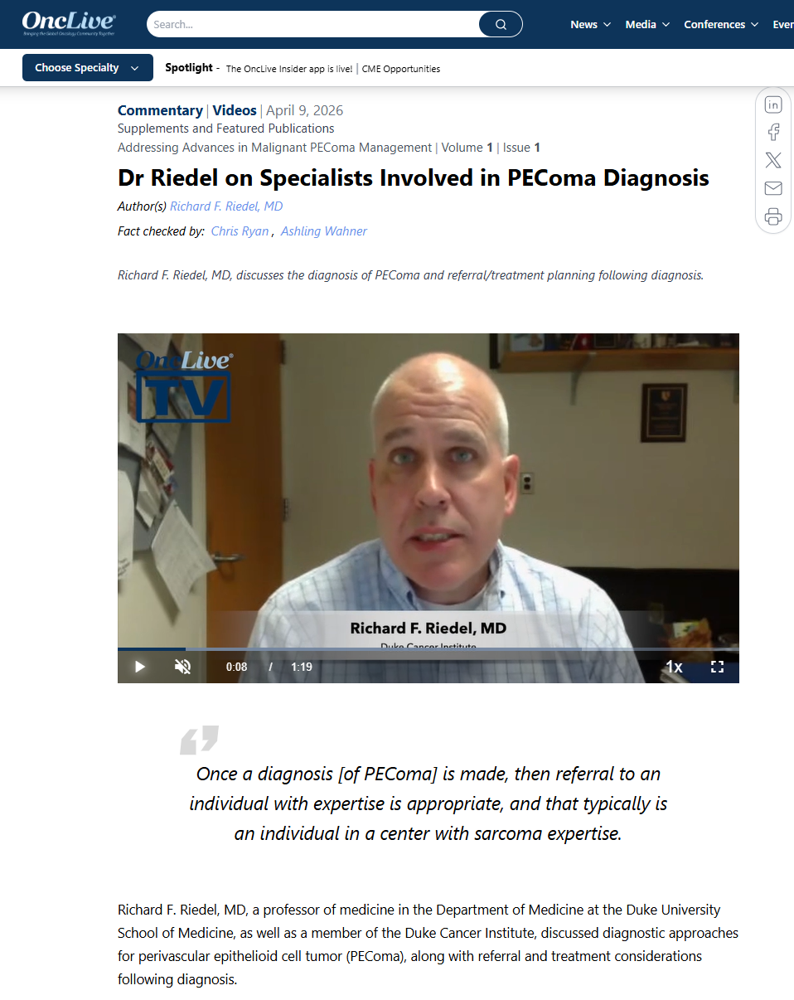 OncLive®
Bringing the Global Oncology Community Together
Search...
News
Media
Conferences
Choose Specialty
Spotlight - The OncLive Insider app is live! | CME Opportunities
Commentary | Videos | April 9, 2026
Supplements and Featured Publications
Addressing Advances in Malignant PEComa Management | Volume 1 | Issue 1
Dr Riedel on Specialists Involved in PEComa Diagnosis
Author(s) Richard F. Riedel, MD
Fact checked by: Chris Ryan , Ashling Wahner
Richard F. Riedel, MD, discusses the diagnosis of PEComa and referral/treatment planning following diagnosis.
OncLive®
TV
Richard F. Riedel, MD
Duke Cancer Institute
0:08 / 1:19
1x
Once a diagnosis [of PEComa] is made, then referral to an
individual with expertise is appropriate, and that typically is
an individual in a center with sarcoma expertise.
Richard F. Riedel, MD, a professor of medicine in the Department of Medicine at the Duke University
School of Medicine, as well as a member of the Duke Cancer Institute, discussed diagnostic approaches
for perivascular epithelioid cell tumor (PEComa), along with referral and treatment considerations
following diagnosis.